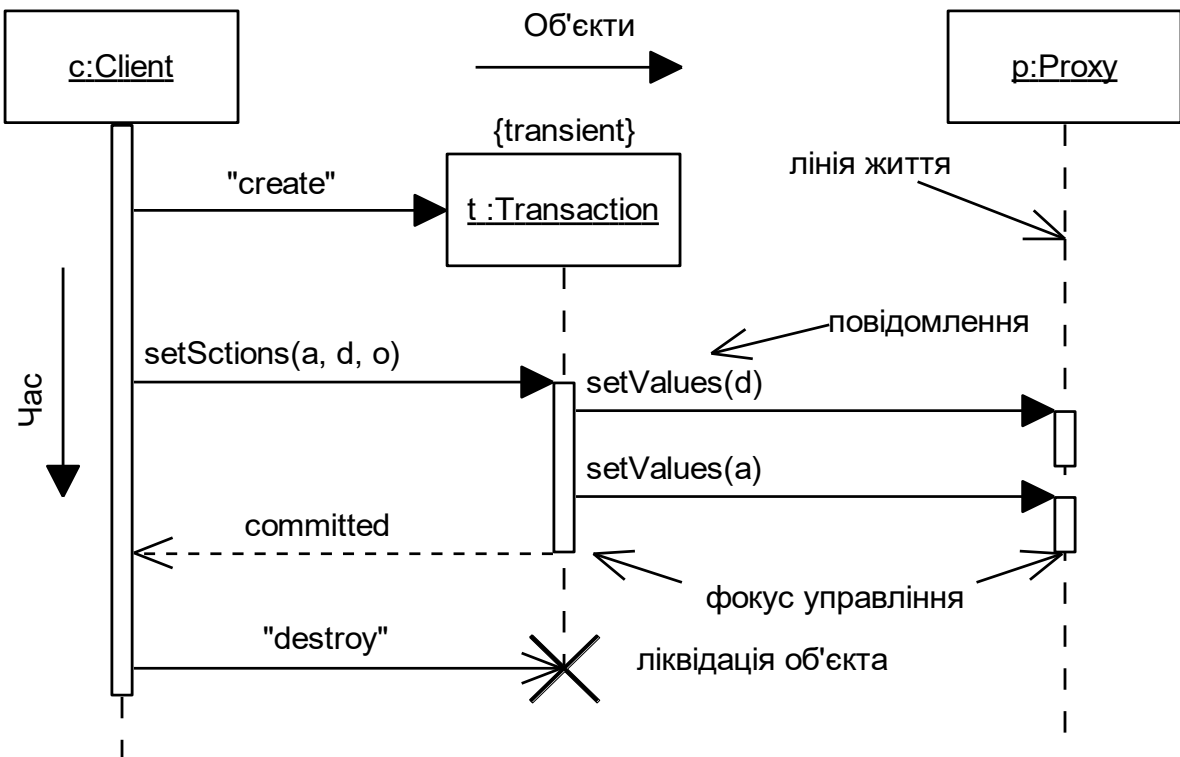 Об'єкти
c:Client
p:Proxy
{transient}
лінія життя
"create"
t :Transaction
повідомлення
setSctions(a, d, o)
setValues(d)
Час
setValues(a)
committed
фокус управління
"destroy"
ліквідація об'єкта